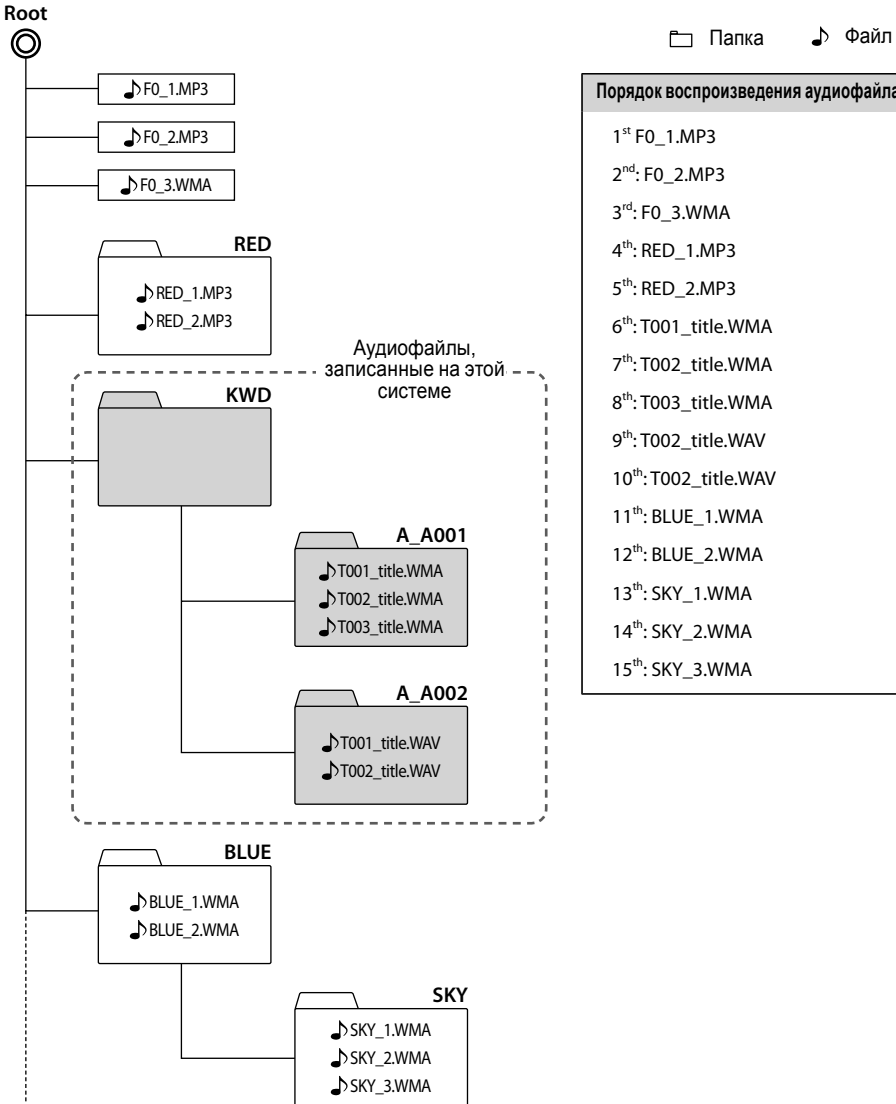 Root
Папка
Файл
F0_1.MP3
F0_2.MP3
F0_3.WMA
RED
RED_1.MP3
RED_2.MP3
Аудиофайлы,
записанные на этой
системе
KWD
A_A001
T001_title.WMA
T002_title.WMA
T003_title.WMA
A_A002
T001_title.WAV
T002_title.WAV
BLUE
BLUE_1.WMA
BLUE_2.WMA
SKY
SKY_1.WMA
SKY_2.WMA
SKY_3.WMA
Порядок воспроизведения аудиофайла
1st F0_1.MP3
2nd: F0_2.MP3
3rd: F0_3.WMA
4th: RED_1.MP3
5th: RED_2.MP3
6th: T001_title.WMA
7th: T002_title.WMA
8th: T003_title.WMA
9th: T002_title.WAV
10th: T002_title.WAV
11th: BLUE_1.WMA
12th: BLUE_2.WMA
13th: SKY_1.WMA
14th: SKY_2.WMA
15th: SKY_3.WMA